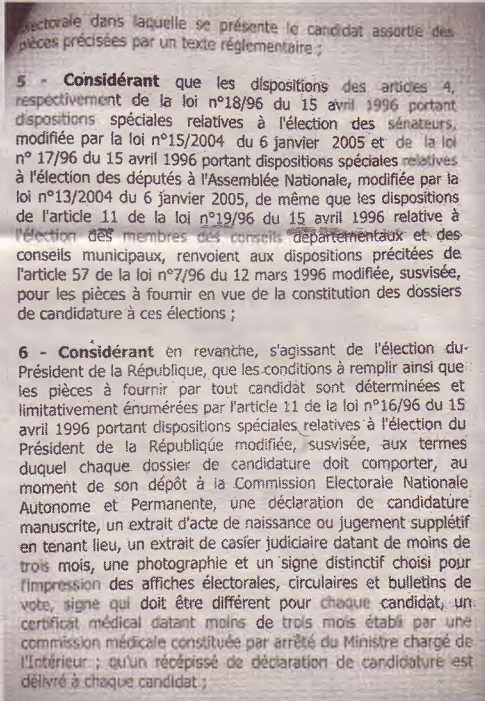 électorale dans laquelle se présente le candidat assortie des
pièces précisées par un texte réglementaire ;
5 - Considérant que les dispositions des articles 4,
respectivement de la loi n°18/96 du 15 avril 1996 portant
dispositions spéciales relatives à l'élection des sénateurs,
modifiée par la loi n°15/2004 du 6 janvier 2005 et de la loi
n° 17/96 du 15 avril 1996 portant dispositions spéciales relatives
à l'élection des députés à l'Assemblée Nationale, modifiée par la
loi n°13/2004 du 6 janvier 2005, de même que les dispositions
de l'article 11 de la loi n°19/96 du 15 avril 1996 relative à
l'élection des membres des conseils départementaux et des
conseils municipaux, renvoient aux dispositions précitées de
l'article 57 de la loi n°7/96 du 12 mars 1996 modifiée, susvisée,
pour les pièces à fournir en vue de la constitution des dossiers
de candidature à ces élections ;
6 - Considérant en revanche, s'agissant de l'élection du
Président de la République, que les conditions à remplir ainsi que
les pièces à fournir par tout candidat sont déterminées et
limitativement énumérées par l'article 11 de la loi n°16/96 du 15
avril 1996 portant dispositions spéciales relatives à l'élection du
Président de la République modifiée, susvisée, aux termes
duquel chaque dossier de candidature doit comporter, au
moment de son dépôt à la Commission Electorale Nationale
Autonome et Permanente, une déclaration de candidature
manuscrite, un extrait d'acte de naissance ou jugement supplétif
en tenant lieu, un extrait de casier judiciaire datant de moins de
trois mois, une photographie et un signe distinctif choisi pour
l'impression des affiches électorales, circulaires et bulletins de
vote, signe qui doit être différent pour chaque candidat, un
certificat médical datant moins de trois mois établi par une
commission médicale constituée par arrêté du Ministre chargé de
l'Intérieur ; qu'un récépissé de déclaration de candidature est
délivré à chaque candidat ;